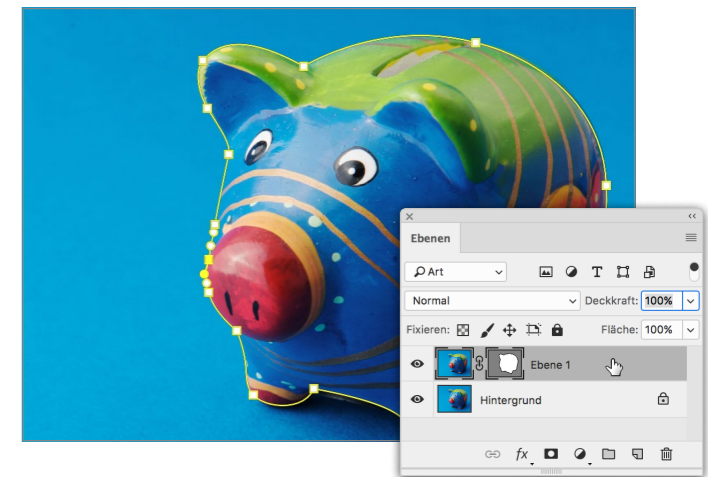 Ebenen
Art
Normal
Deckkraft: 100%
Fixieren:
Fläche: 100%
Ebene 1
Hintergrund
fx